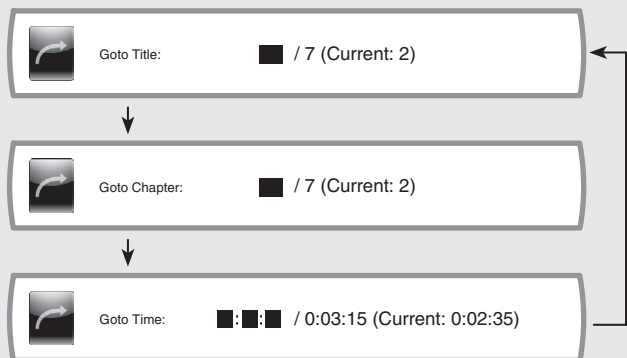 Goto Title: ■ / 7 (Current: 2)
Goto Chapter: ■ / 7 (Current: 2)
Goto Time: ■:■:■ / 0:03:15 (Current: 0:02:35)